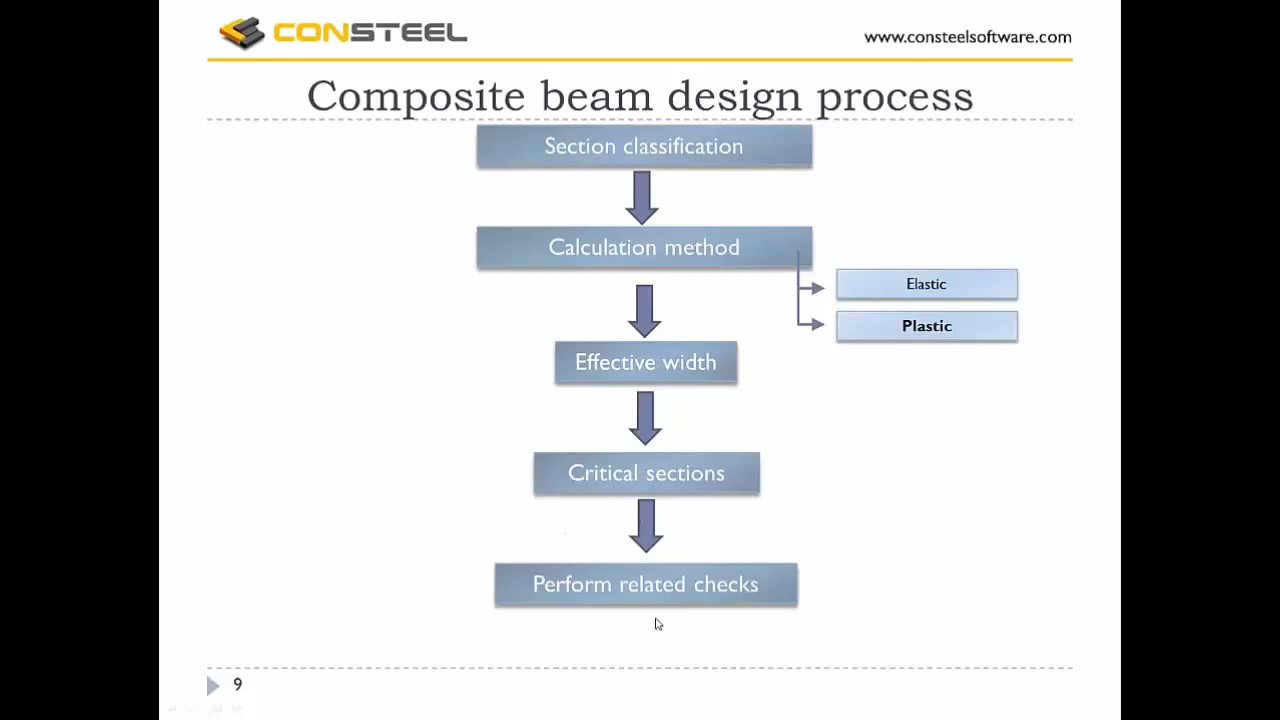 CONSTEEL
www.consteelsoftware.com
Composite beam design process
Section classification
Calculation method
Elastic
Plastic
Effective width
Critical sections
Perform related checks
9